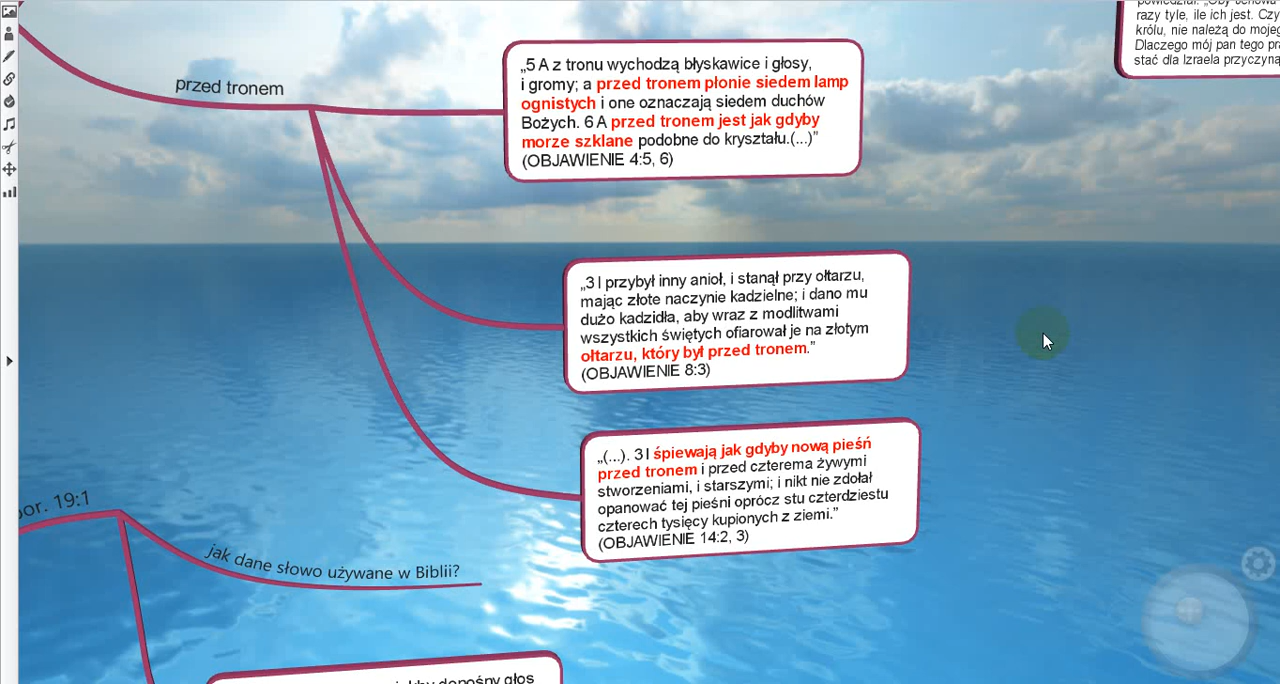 przed tronem
„5 A z tronu wychodzą błyskawice i głosy,
i gromy; a przed tronem płonie siedem lamp
ognistych i one oznaczają siedem duchów
Bożych. 6 A przed tronem jest jak gdyby
morze szklane podobne do kryształu.(...)”
(OBJAWIENIE 4:5, 6)
razy tyle, ile ich jest. Czy
królu, nie należą do mojeg
Dlaczego mój pan tego pra
stać dla Izraela przyczyną
„3 I przybył inny anioł, i stanął przy ołtarzu,
mając złote naczynie kadzielne; i dano mu
dużo kadzidła, aby wraz z modlitwami
wszystkich świętych ofiarował je na złotym
ołtarzu, który był przed tronem.”
(OBJAWIENIE 8:3)
„(...). 3 I śpiewają jak gdyby nową pieśń
przed tronem i przed czterema żywymi
stworzeniami, i starszymi; i nikt nie zdołał
opanować tej pieśni oprócz stu czterdziestu
czterech tysięcy kupionych z ziemi.”
(OBJAWIENIE 14:2, 3)
por. 19:1
jak dane słowo używane w Biblii?
donośny głos